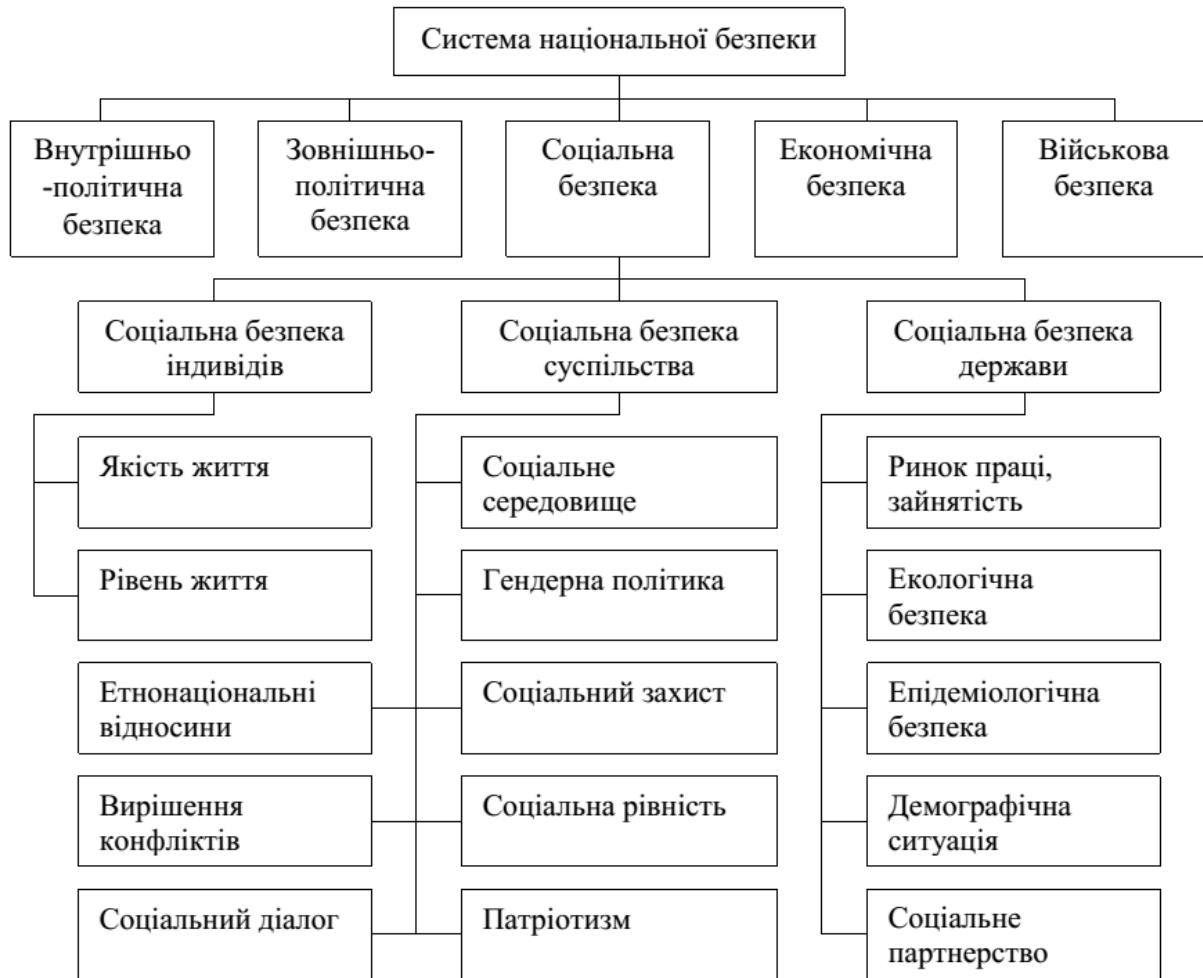 Система національної безпеки
Внутрішньо
-політична
безпека
Зовнішньо-
політична
безпека
Соціальна
безпека
Економічна
безпека
Військова
безпека
Соціальна безпека
індивідів
Соціальна безпека
суспільства
Соціальна безпека
держави
Якість життя
Соціальне
середовище
Ринок праці,
зайнятість
Рівень життя
Гендерна політика
Екологічна
безпека
Етнонаціональні
відносини
Соціальний захист
Епідеміологічна
безпека
Вирішення
конфліктів
Соціальна рівність
Демографічна
ситуація
Соціальний діалог
Патріотизм
Соціальне
партнерство